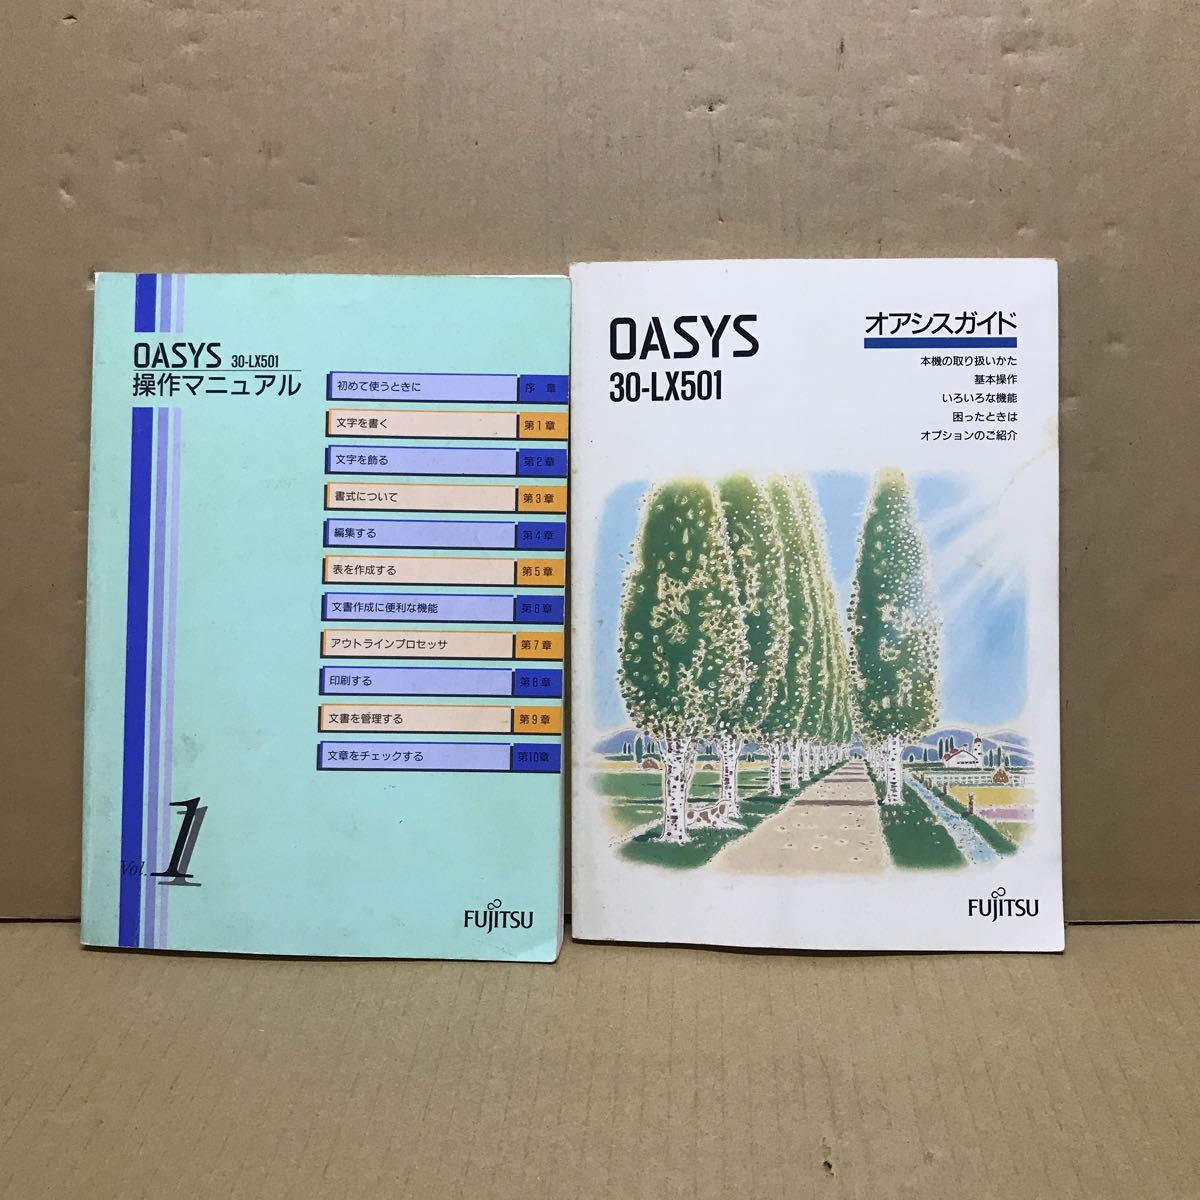 OASYS 30-LX501
操作マニュアル
初めて使うときに 序章
文字を書く 第1章
文字を飾る 第2章
書式について 第3章
編集する 第4章
表を作成する 第5章
文書作成に便利な機能 第6章
アウトラインプロセッサ 第7章
印刷する 第8章
文書を管理する 第9章
文章をチェックする 第10章
Vol. 1
FUJITSU
OASYS
30-LX501
オアシスガイド
本機の取り扱いかた
基本操作
いろいろな機能
困ったときは
オプションのご紹介
FUJITSU